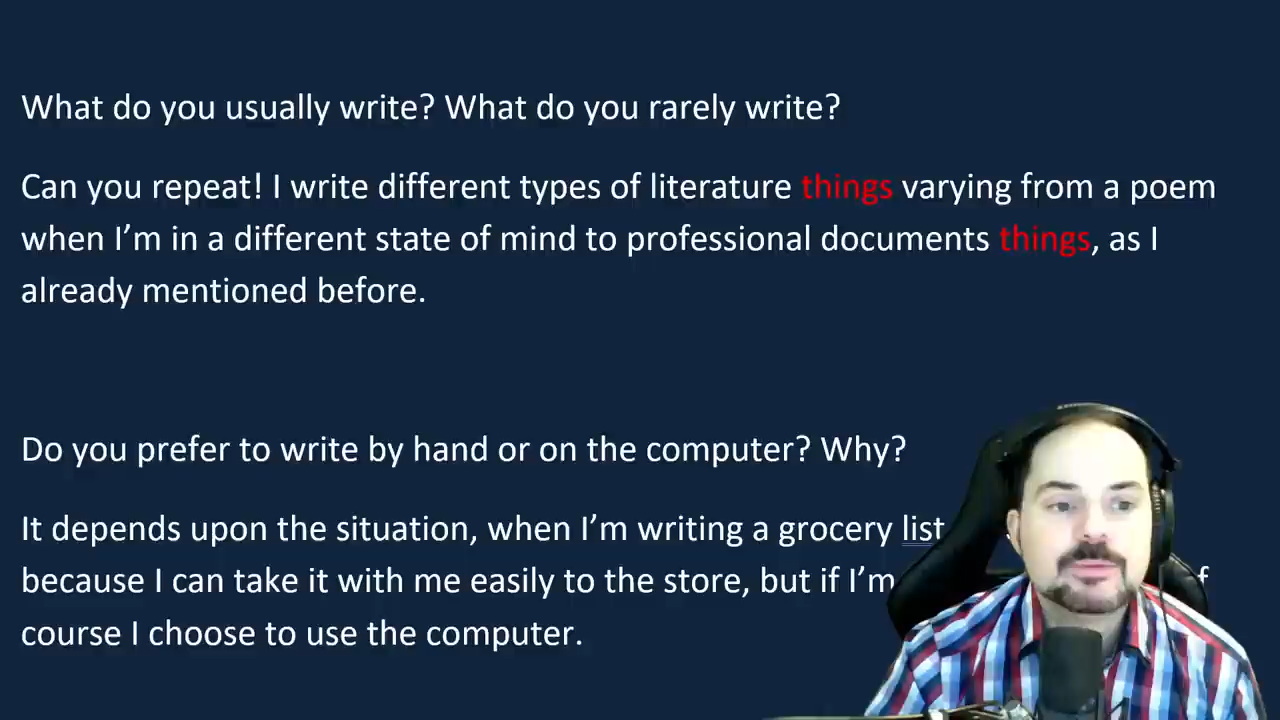 What do you usually write? What do you rarely write?
Can you repeat! I write different types of literature things varying from a poem
when I’m in a different state of mind to professional documents things, as I
already mentioned before.
Do you prefer to write by hand or on the computer? Why?
It depends upon the situation, when I’m writing a grocery list
because I can take it with me easily to the store, but if I’m
course I choose to use the computer.